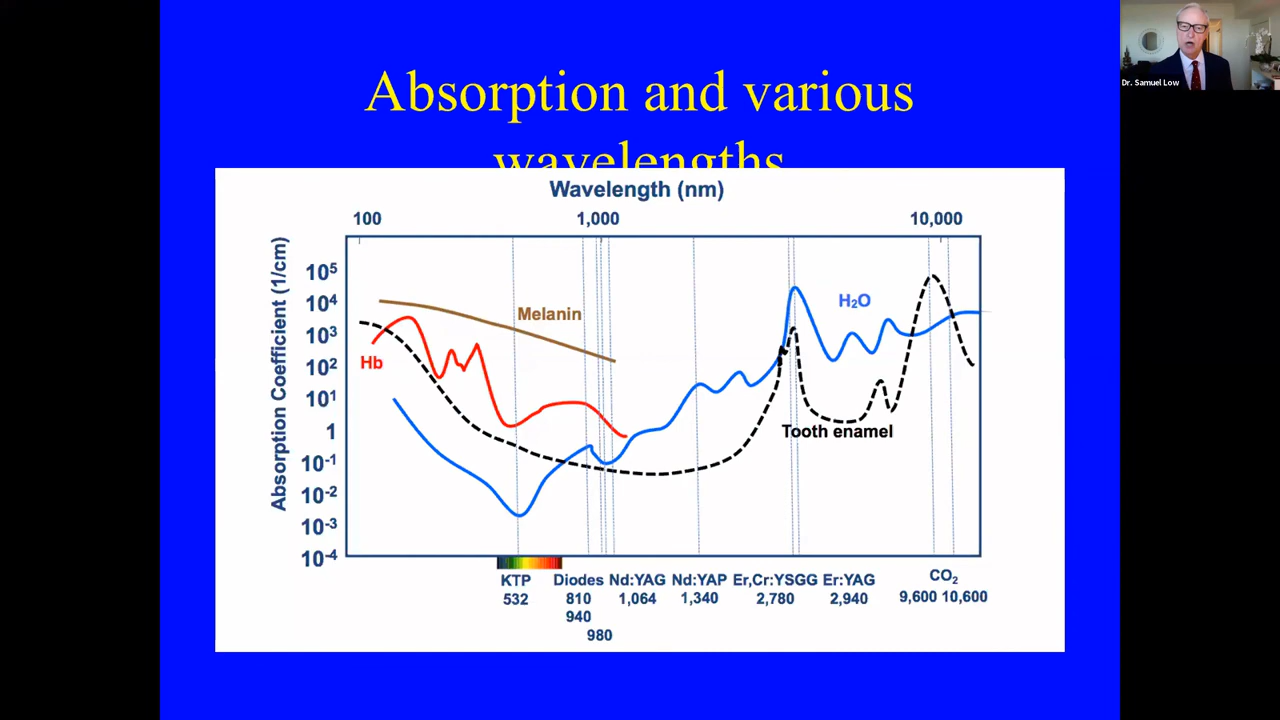 Absorption and various
wavelengths
Dr. Samuel Low
Wavelength (nm)
100 1,000 10,000
Absorption Coefficient (1/cm)
10⁵
10⁴
10³
10²
10¹
1
10⁻¹
10⁻²
10⁻³
10⁻⁴
Melanin
Hb
H₂O
Tooth enamel
KTP Diodes Nd:YAG Nd:YAP Er,Cr:YSGG Er:YAG CO₂
532 810 1,064 1,340 2,780 2,940 9,600 10,600
940
980